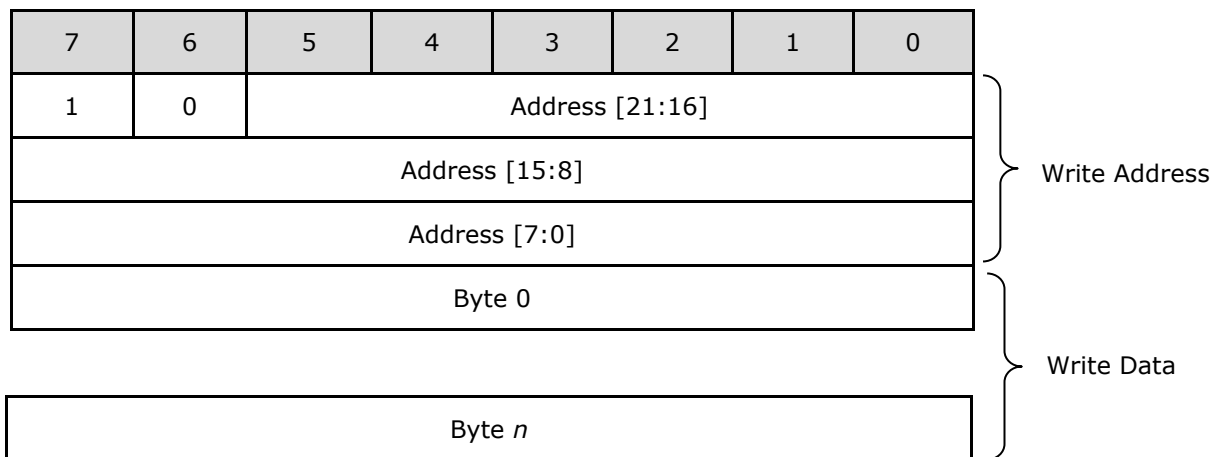 7 6 5 4 3 2 1 0
1 0 Address [21:16]
Address [15:8]
Write Address
Address [7:0]
Byte 0
Write Data
Byte n